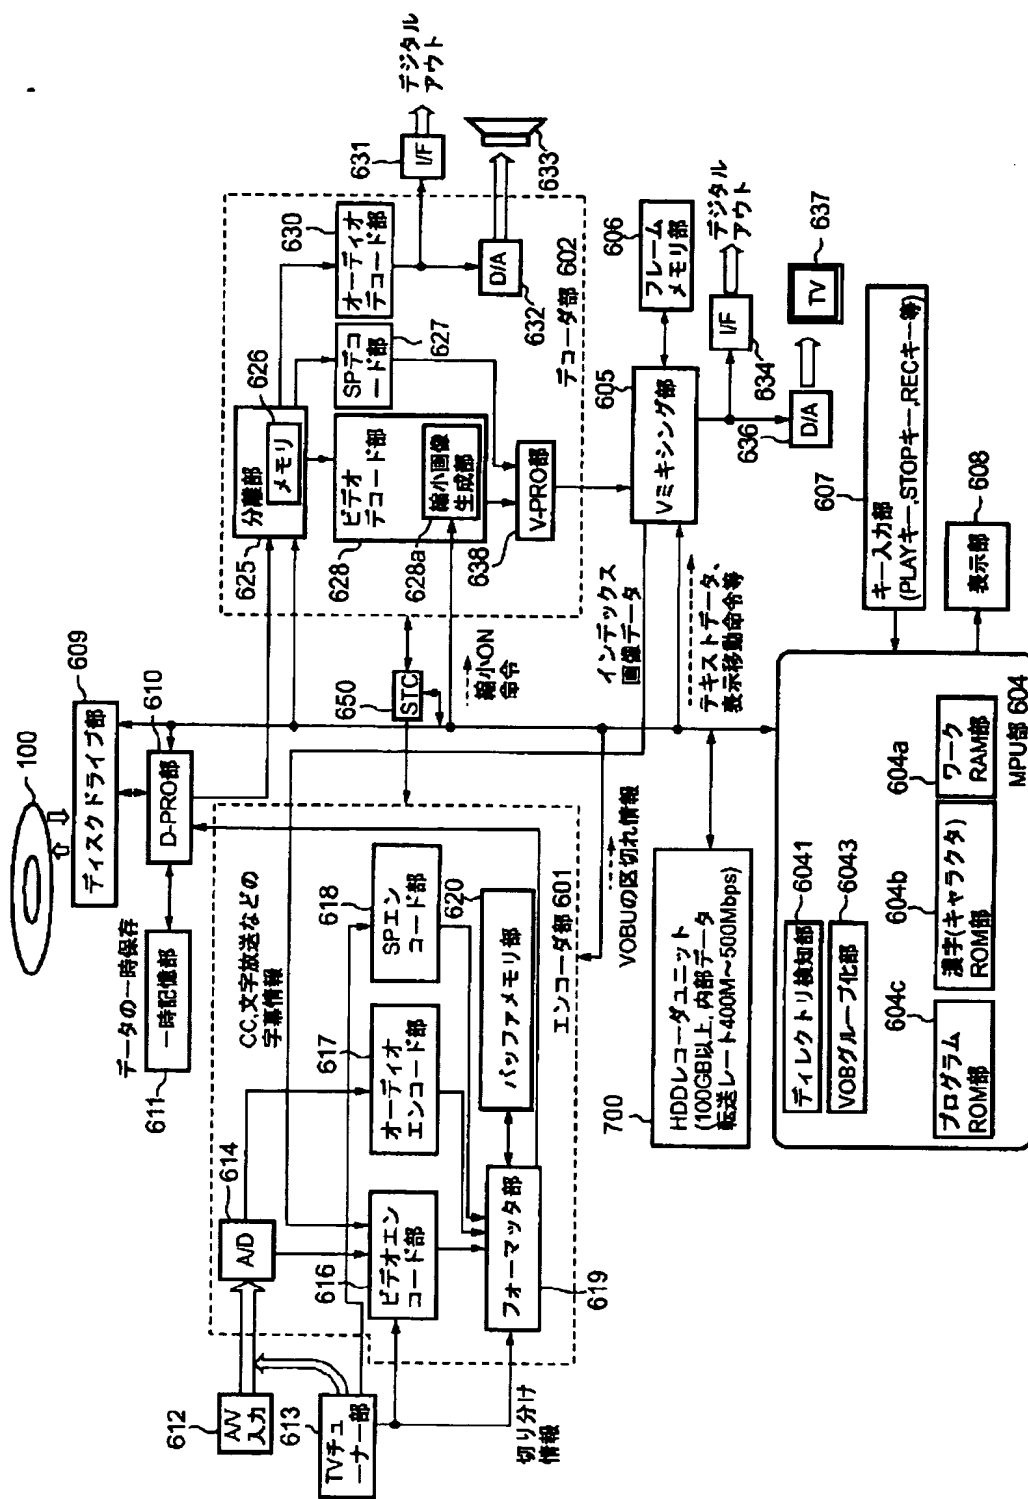 100
ディスクドライブ部
609
D-PRO部
610
データの一時保存
一時記憶部
611
A/V
入力
612
TVチュ
ーナー部
613
切り分け
情報
A/D
614
C.C,文字放送などの
字幕情報
ビデオエン
コード部
616
オーディオ
エンコード部
617
SPエン
コード部
618
フォーマッタ部
619
バッファメモリ部
620
エンコーダ部 601
STC
650
縮小ON
命令
分離部
625
メモリ
626
ビデオ
デコード部
628
縮小画像
生成部
628a
SPデコ
ード部
627
オーディオ
デコード部
630
V-PRO部
638
デコーダ部 602
I/F
631
デジタル
アウト
D/A
632
633
Vミキシング部
605
フレーム
メモリ部
606
I/F
634
デジタル
アウト
D/A
636
TV
637
インデックス
画像データ
テキストデータ、
表示移動命令等
VOBUの区切れ情報
HDDレコーダユニット
(100GB以上,内部データ
転送レート400M~500Mbps)
700
キー入力部
(PLAYキー,STOPキー,RECキー等)
607
表示部
608
ディレクトリ検知部
6041
VOBグループ化部
6043
プログラム
ROM部
604c
漢字(キャラクタ)
ROM部
604b
ワーク
RAM部
604a
MPU部 604